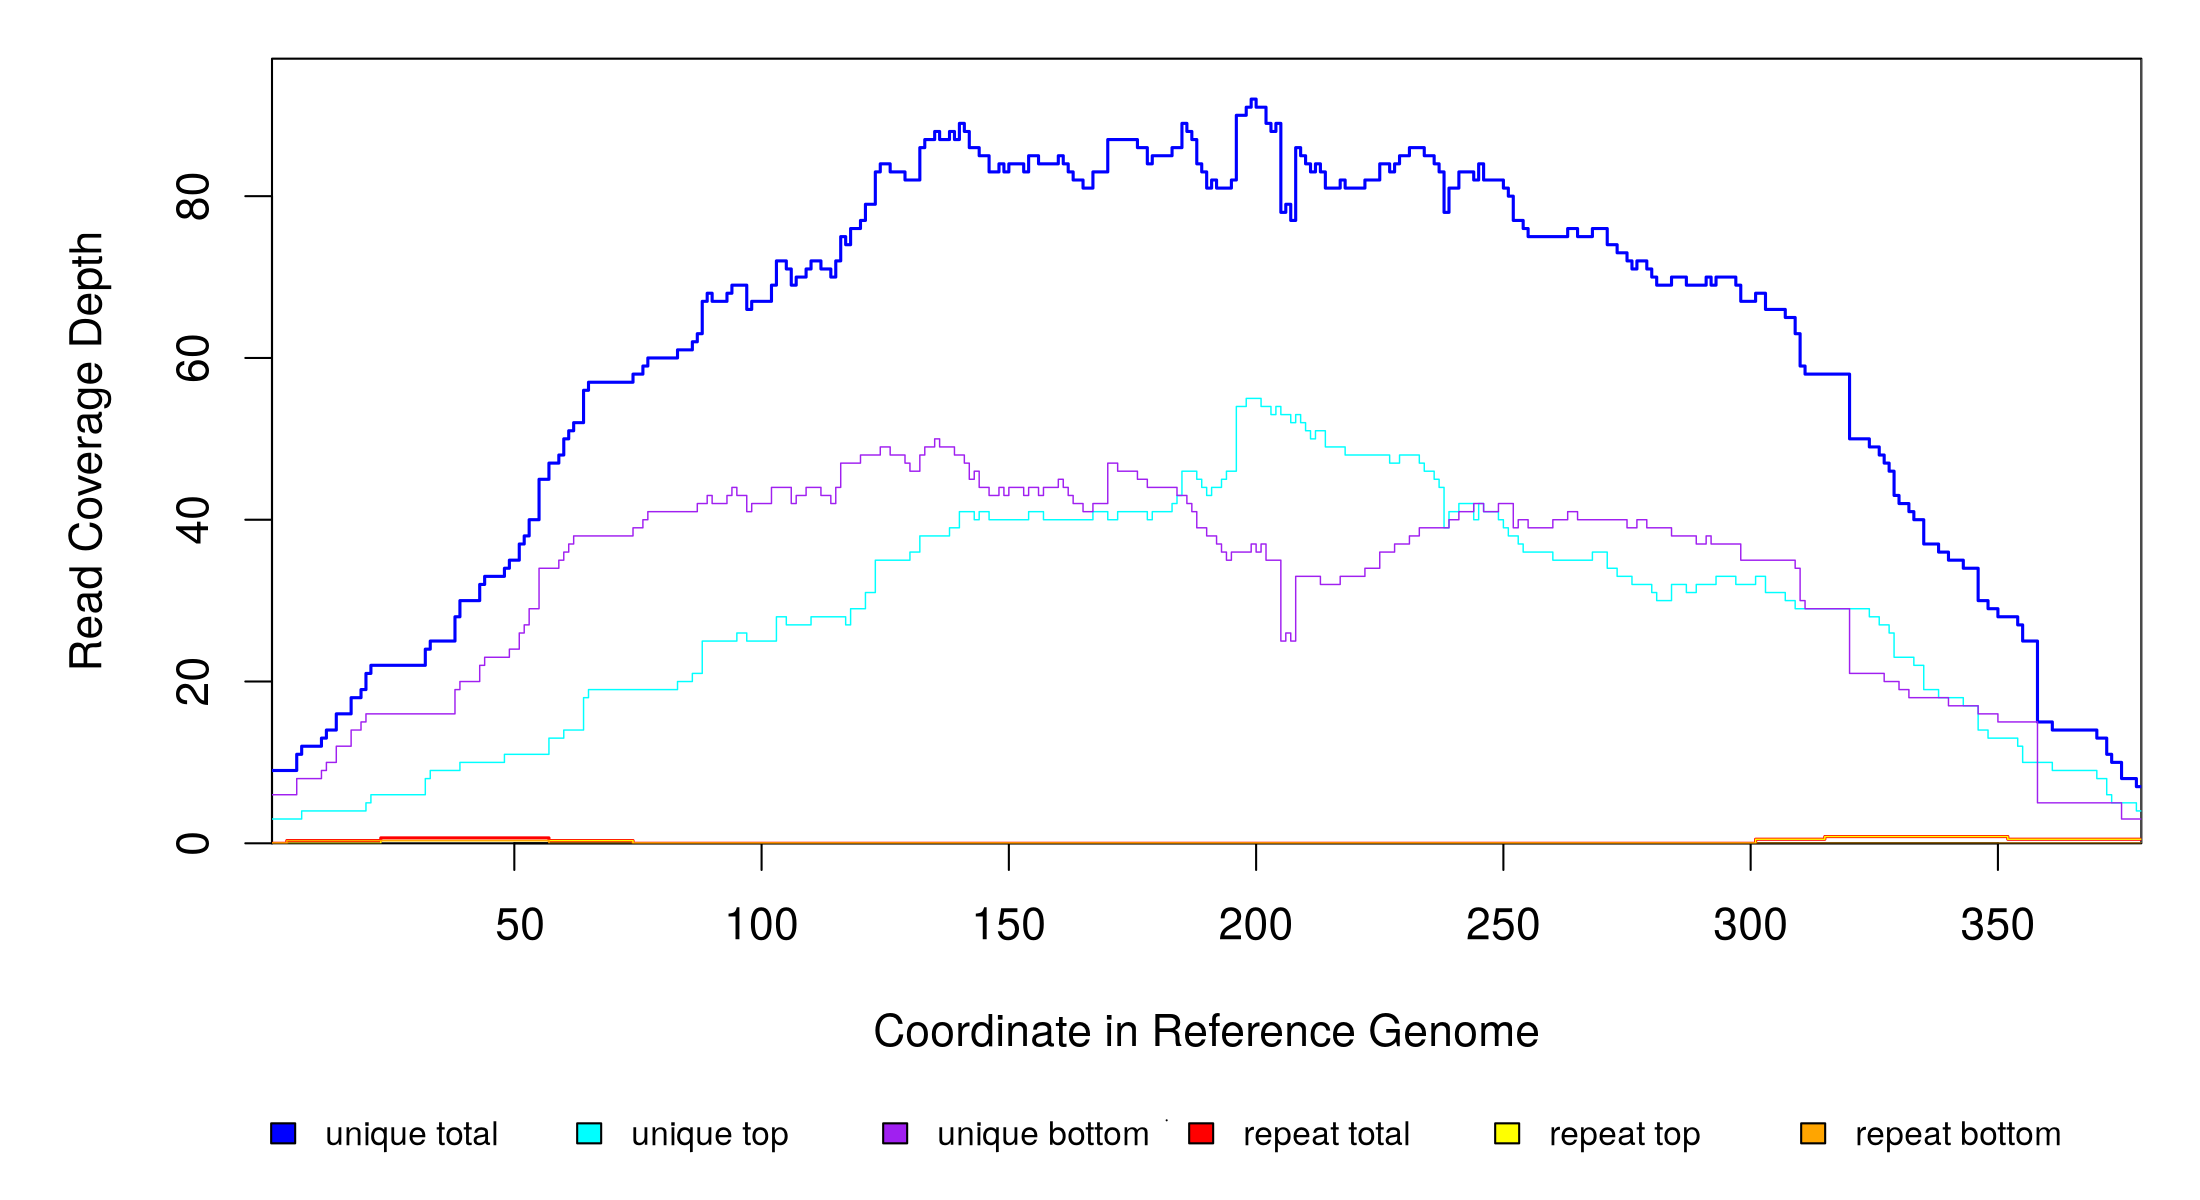 Read Coverage Depth
80
60
40
20
0
50 100 150 200 250 300 350
Coordinate in Reference Genome
unique total unique top unique bottom repeat total repeat top repeat bottom